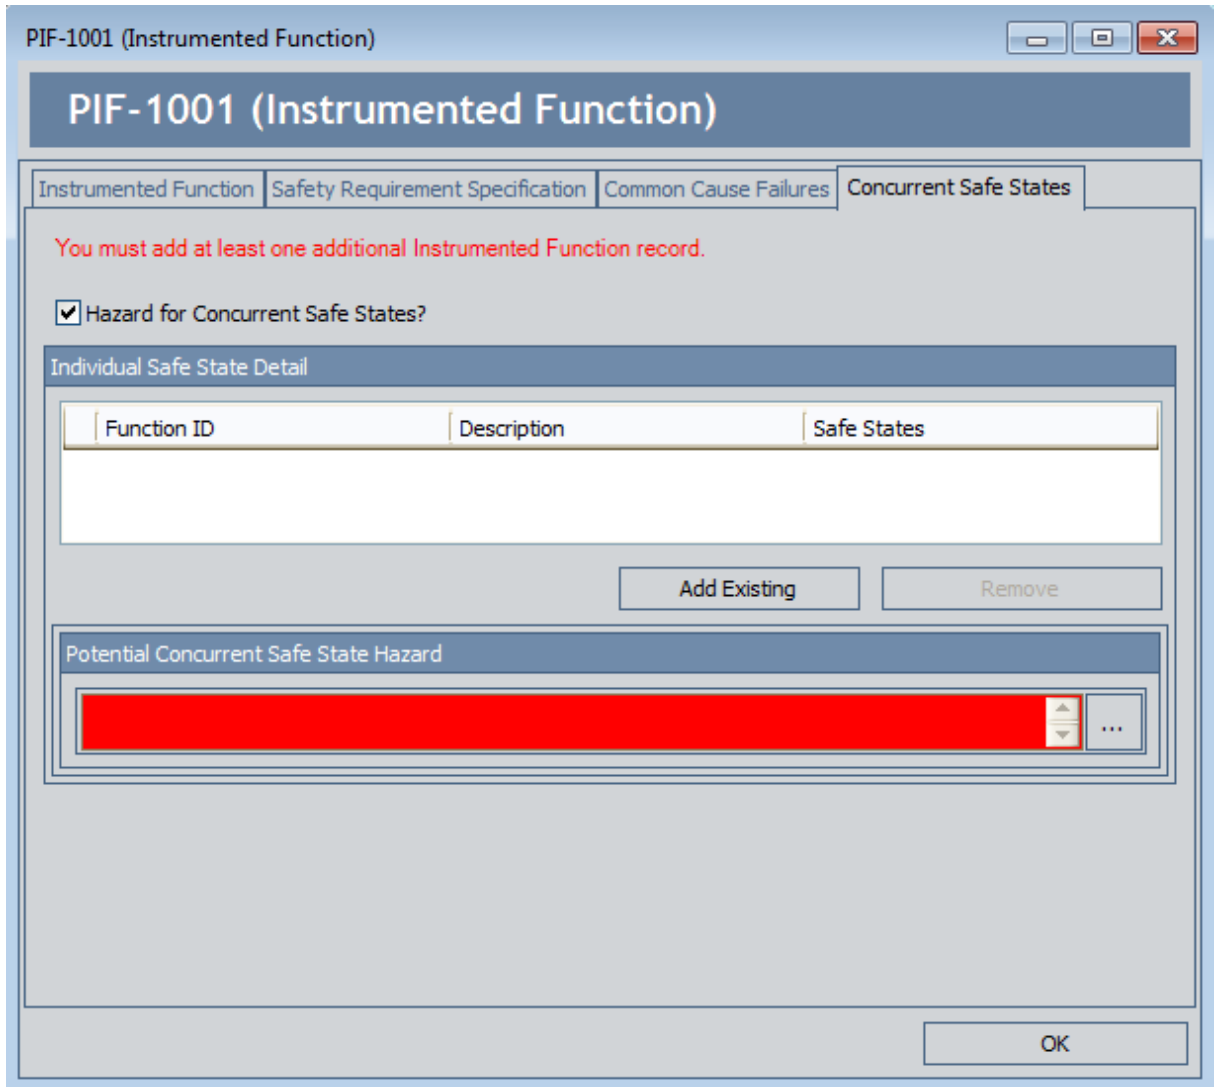 PIF-1001 (Instrumented Function)
PIF-1001 (Instrumented Function)
Instrumented Function Safety Requirement Specification Common Cause Failures Concurrent Safe States
You must add at least one additional Instrumented Function record.
Hazard for Concurrent Safe States?
Individual Safe State Detail
Function ID Description Safe States
Add Existing Remove
Potential Concurrent Safe State Hazard
...
OK